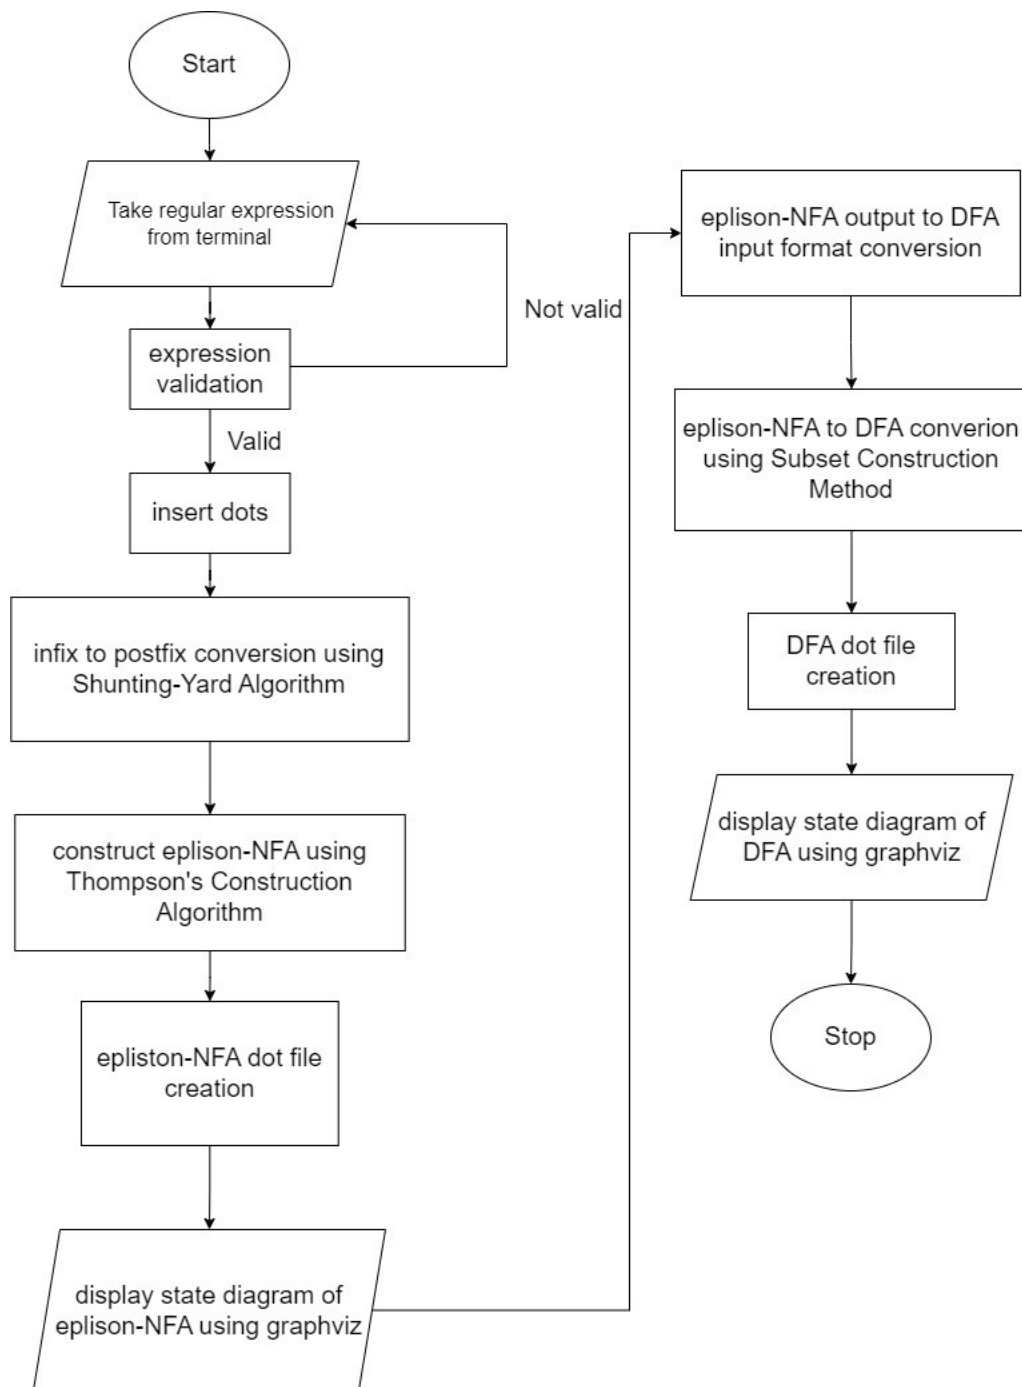 Start
Take regular expression
from terminal
Not valid
expression
validation
Valid
insert dots
infix to postfix conversion using
Shunting-Yard Algorithm
construct eplison-NFA using
Thompson's Construction
Algorithm
epliston-NFA dot file
creation
display state diagram of
eplison-NFA using graphviz
eplison-NFA output to DFA
input format conversion
eplison-NFA to DFA converion
using Subset Construction
Method
DFA dot file
creation
display state diagram of
DFA using graphviz
Stop